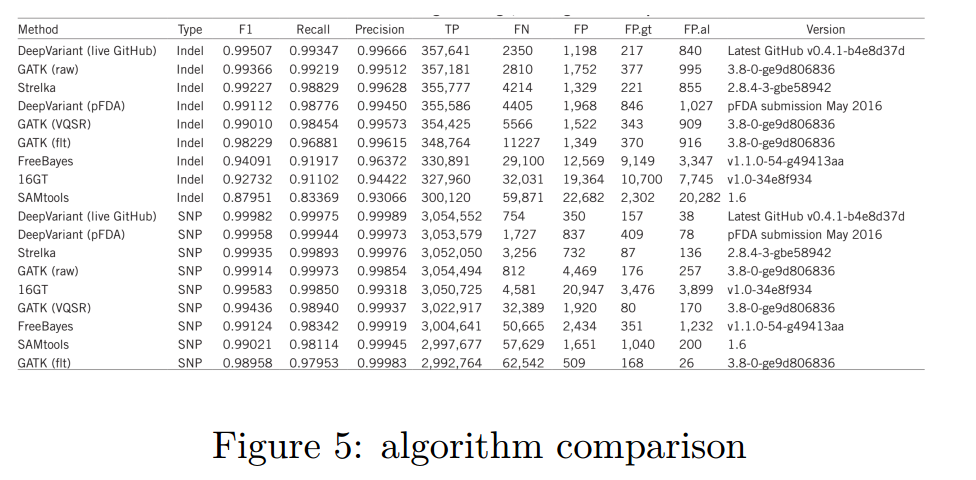 Method Type F1 Recall Precision TP FN FP FP.gt FP.al Version
DeepVariant (live GitHub) Indel 0.99507 0.99347 0.99666 357,641 2350 1,198 217 840 Latest GitHub v0.4.1-b4e8d37d
GATK (raw) Indel 0.99366 0.99219 0.99512 357,181 2810 1,752 377 995 3.8-0-ge9d806836
Strelka Indel 0.99227 0.98829 0.99628 355,777 4214 1,329 221 855 2.8.4-3-gbe58942
DeepVariant (pFDA) Indel 0.99112 0.98776 0.99450 355,586 4405 1,968 846 1,027 pFDA submission May 2016
GATK (VQSR) Indel 0.99010 0.98454 0.99573 354,425 5566 1,522 343 909 3.8-0-ge9d806836
GATK (flt) Indel 0.98229 0.96881 0.99615 348,764 11227 1,349 370 916 3.8-0-ge9d806836
FreeBayes Indel 0.94091 0.91917 0.96372 330,891 29,100 12,569 9,149 3,347 v1.1.0-54-g49413aa
16GT Indel 0.92732 0.91102 0.94422 327,960 32,031 19,364 10,700 7,745 v1.0-34e8f934
SAMtools Indel 0.87951 0.83369 0.93066 300,120 59,871 22,682 2,302 20,282 1.6
DeepVariant (live GitHub) SNP 0.99982 0.99975 0.99989 3,054,552 754 350 157 38 Latest GitHub v0.4.1-b4e8d37d
DeepVariant (pFDA) SNP 0.99958 0.99944 0.99973 3,053,579 1,727 837 409 78 pFDA submission May 2016
Strelka SNP 0.99935 0.99893 0.99976 3,052,050 3,256 732 87 136 2.8.4-3-gbe58942
GATK (raw) SNP 0.99914 0.99973 0.99854 3,054,494 812 4,469 176 257 3.8-0-ge9d806836
16GT SNP 0.99583 0.99850 0.99318 3,050,725 4,581 20,947 3,476 3,899 v1.0-34e8f934
GATK (VQSR) SNP 0.99436 0.98940 0.99937 3,022,917 32,389 1,920 80 170 3.8-0-ge9d806836
FreeBayes SNP 0.99124 0.98342 0.99919 3,004,641 50,665 2,434 351 1,232 v1.1.0-54-g49413aa
SAMtools SNP 0.99021 0.98114 0.99945 2,997,677 57,629 1,651 1,040 200 1.6
GATK (flt) SNP 0.98958 0.97953 0.99983 2,992,764 62,542 509 168 26 3.8-0-ge9d806836
Figure 5: algorithm comparison